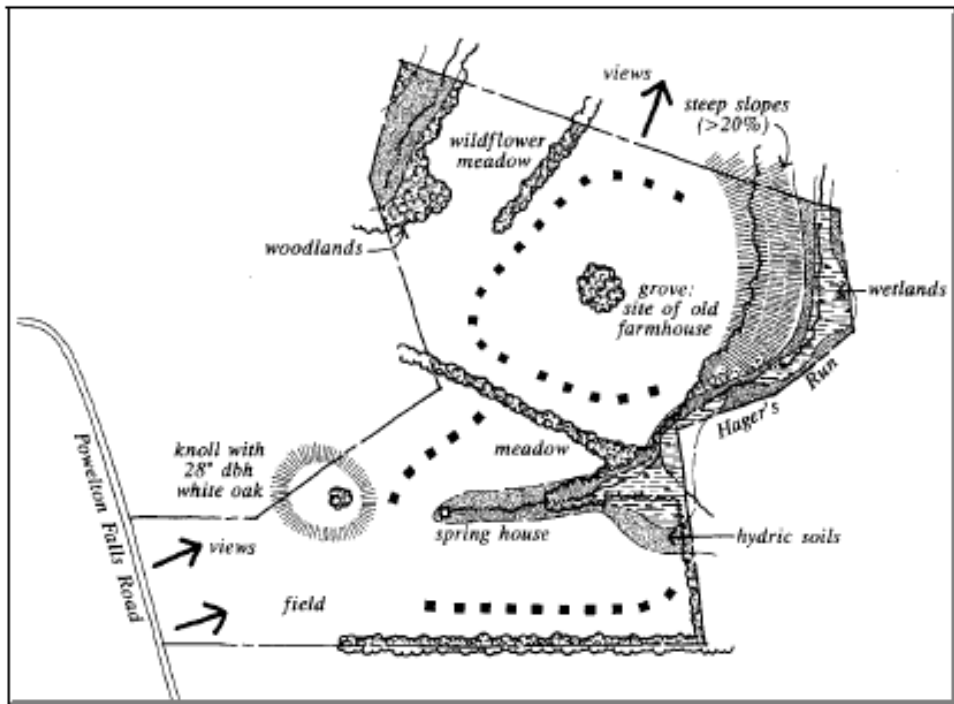 views
steep slopes
(>20%)
wildflower
meadow
woodlands
grove:
site of old
farmhouse
wetlands
Hager's Run
meadow
knoll with
28" dbh
white oak
spring house
hydric soils
views
field
Powelton Falls Road